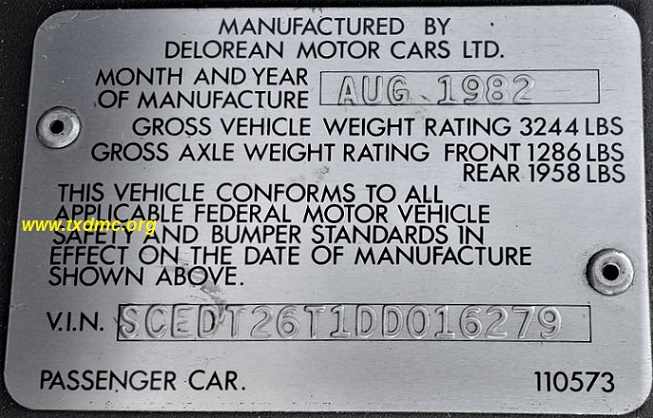 MANUFACTURED BY
DELOREAN MOTOR CARS LTD.
MONTH AND YEAR
OF MANUFACTURE AUG 1982
GROSS VEHICLE WEIGHT RATING 3244 LBS
GROSS AXLE WEIGHT RATING FRONT 1286 LBS
REAR 1958 LBS
THIS VEHICLE CONFORMS TO ALL
APPLICABLE FEDERAL MOTOR VEHICLE
www.txdmc.org
SAFETY AND BUMPER STANDARDS IN
EFFECT ON THE DATE OF MANUFACTURE
SHOWN ABOVE.
V.I.N. SCEDT26T1DD016279
PASSENGER CAR. 110573